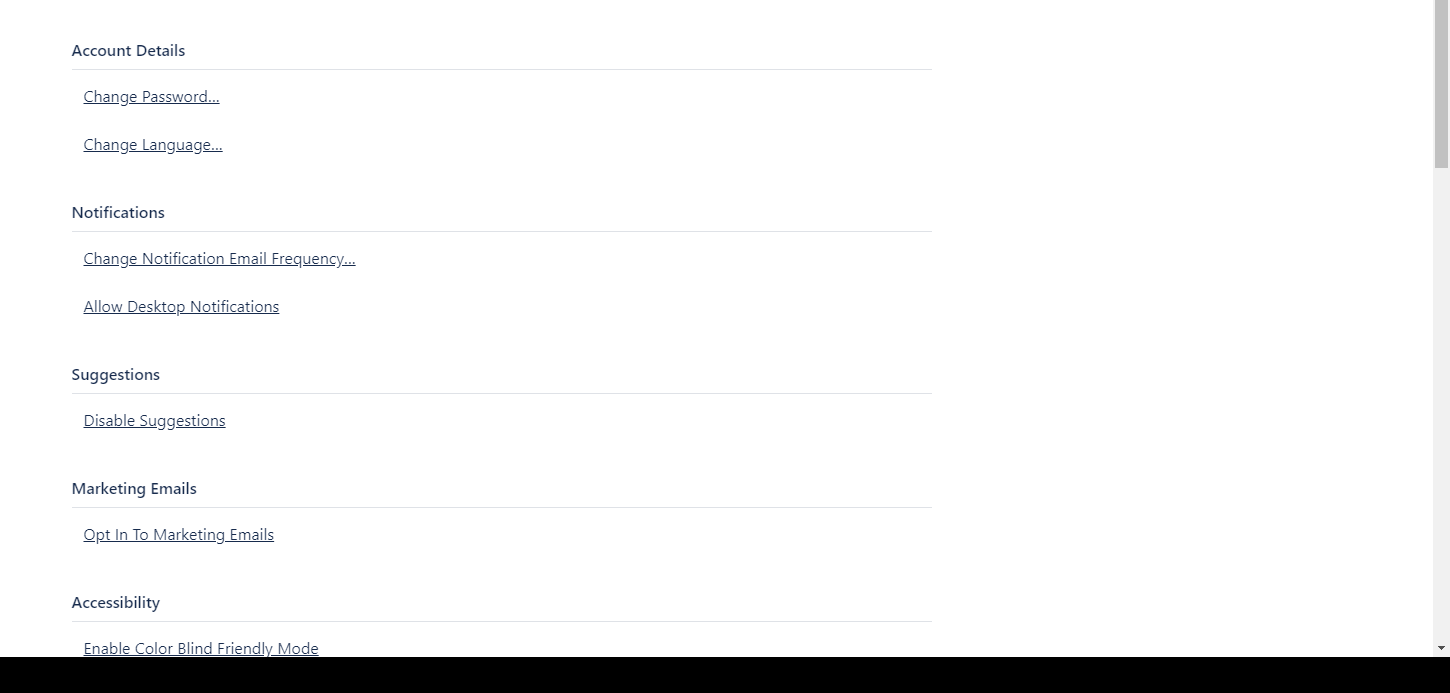 Account Details
Change Password...
Change Language...
Notifications
Change Notification Email Frequency...
Allow Desktop Notifications
Suggestions
Disable Suggestions
Marketing Emails
Opt In To Marketing Emails
Accessibility
Enable Color Blind Friendly Mode